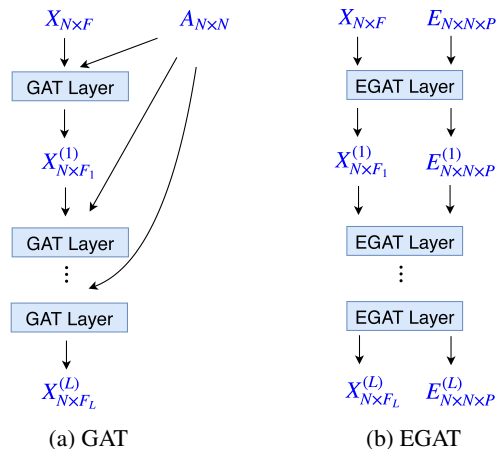 X_{N×F} A_{N×N} X_{N×F} E_{N×N×P}
GAT Layer EGAT Layer
X^{(1)}_{N×F_1} X^{(1)}_{N×F_1} E^{(1)}_{N×N×P}
GAT Layer EGAT Layer
⋮ ⋮
GAT Layer EGAT Layer
X^{(L)}_{N×F_L} X^{(L)}_{N×F_L} E^{(L)}_{N×N×P}
(a) GAT (b) EGAT